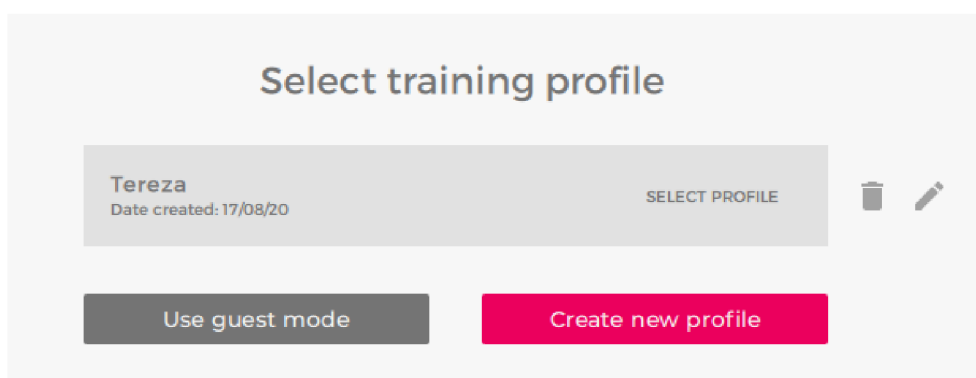 Select training profile
Tereza
Date created: 17/08/20
SELECT PROFILE
Use guest mode
Create new profile